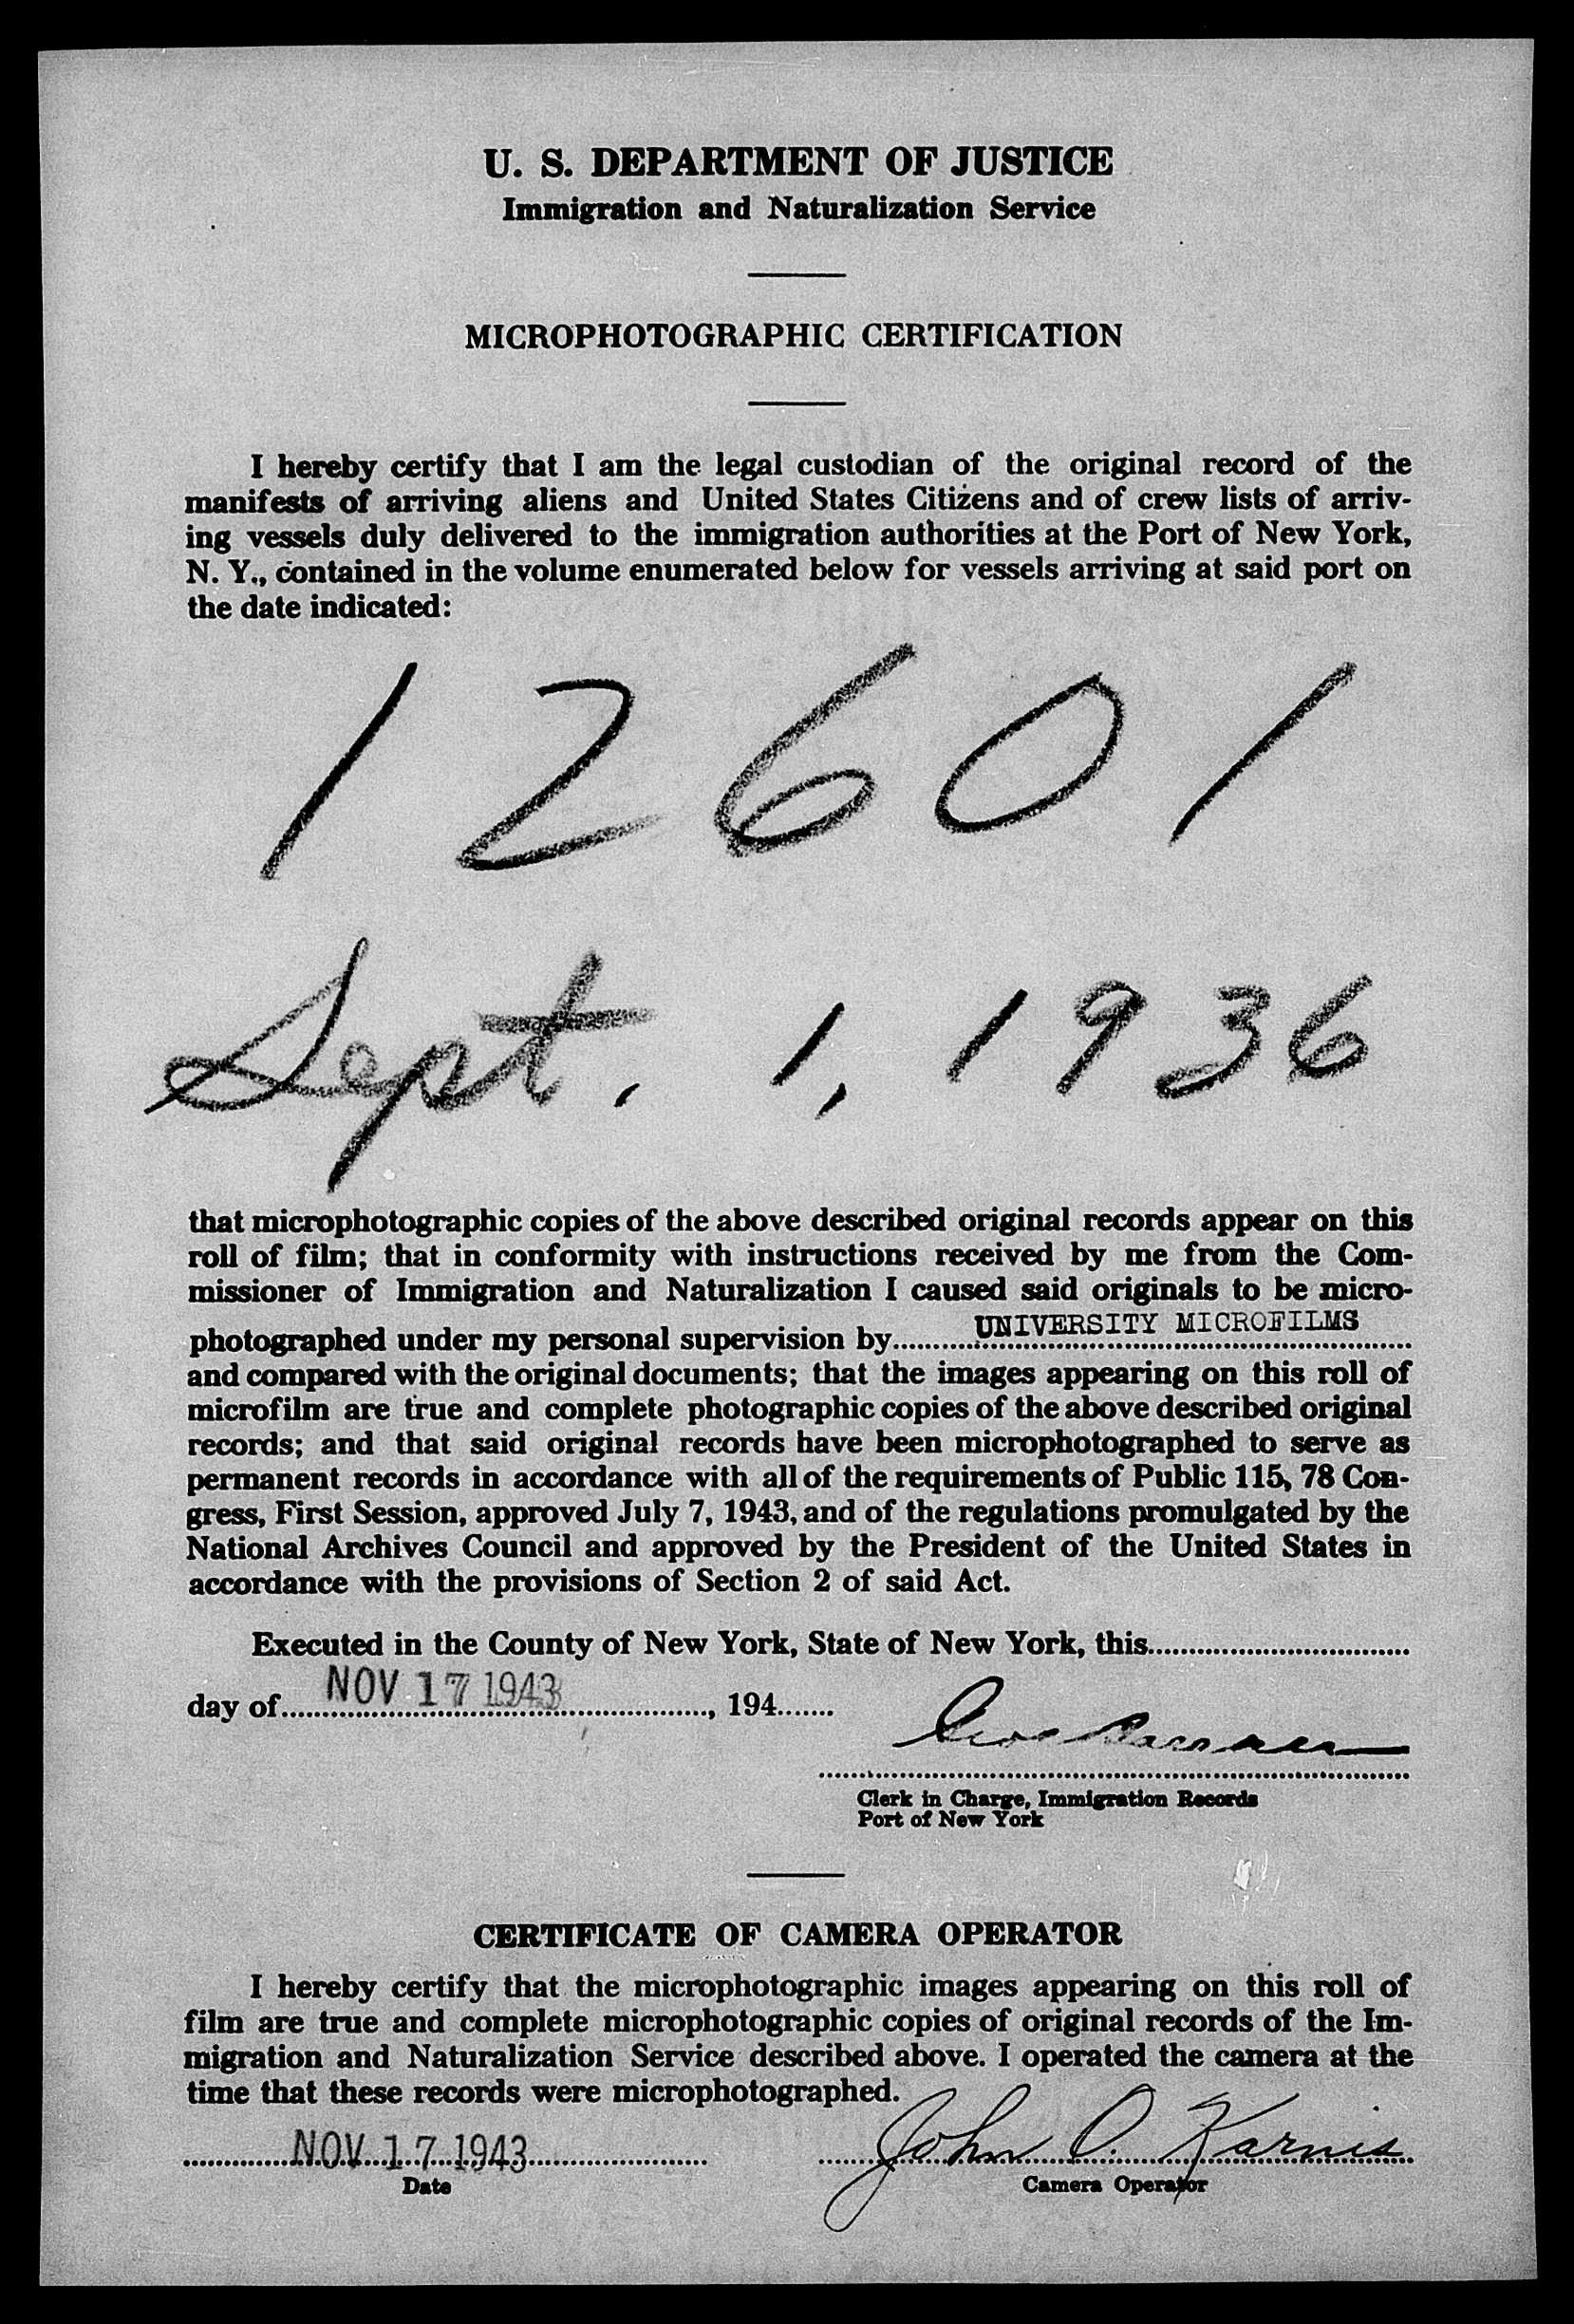 U. S. DEPARTMENT OF JUSTICE
Immigration and Naturalization Service
MICROPHOTOGRAPHIC CERTIFICATION
I hereby certify that I am the legal custodian of the original record of the
manifests of arriving aliens and United States Citizens and of crew lists of arriv-
ing vessels duly delivered to the immigration authorities at the Port of New York,
N. Y., contained in the volume enumerated below for vessels arriving at said port on
the date indicated:
12601
Sept. 1, 1936
that microphotographic copies of the above described original records appear on this
roll of film; that in conformity with instructions received by me from the Com-
missioner of Immigration and Naturalization I caused said originals to be micro-
photographed under my personal supervision by UNIVERSITY MICROFILMS
and compared with the original documents; that the images appearing on this roll of
microfilm are true and complete photographic copies of the above described original
records; and that said original records have been microphotographed to serve as
permanent records in accordance with all of the requirements of Public 115, 78 Con-
gress, First Session, approved July 7, 1943, and of the regulations promulgated by the
National Archives Council and approved by the President of the United States in
accordance with the provisions of Section 2 of said Act.
Executed in the County of New York, State of New York, this
day of NOV 17 1943, 194
Clerk in Charge, Immigration Records
Port of New York
CERTIFICATE OF CAMERA OPERATOR
I hereby certify that the microphotographic images appearing on this roll of
film are true and complete microphotographic copies of original records of the Im-
migration and Naturalization Service described above. I operated the camera at the
time that these records were microphotographed.
NOV 17 1943 John O. Karnis
Date Camera Operator